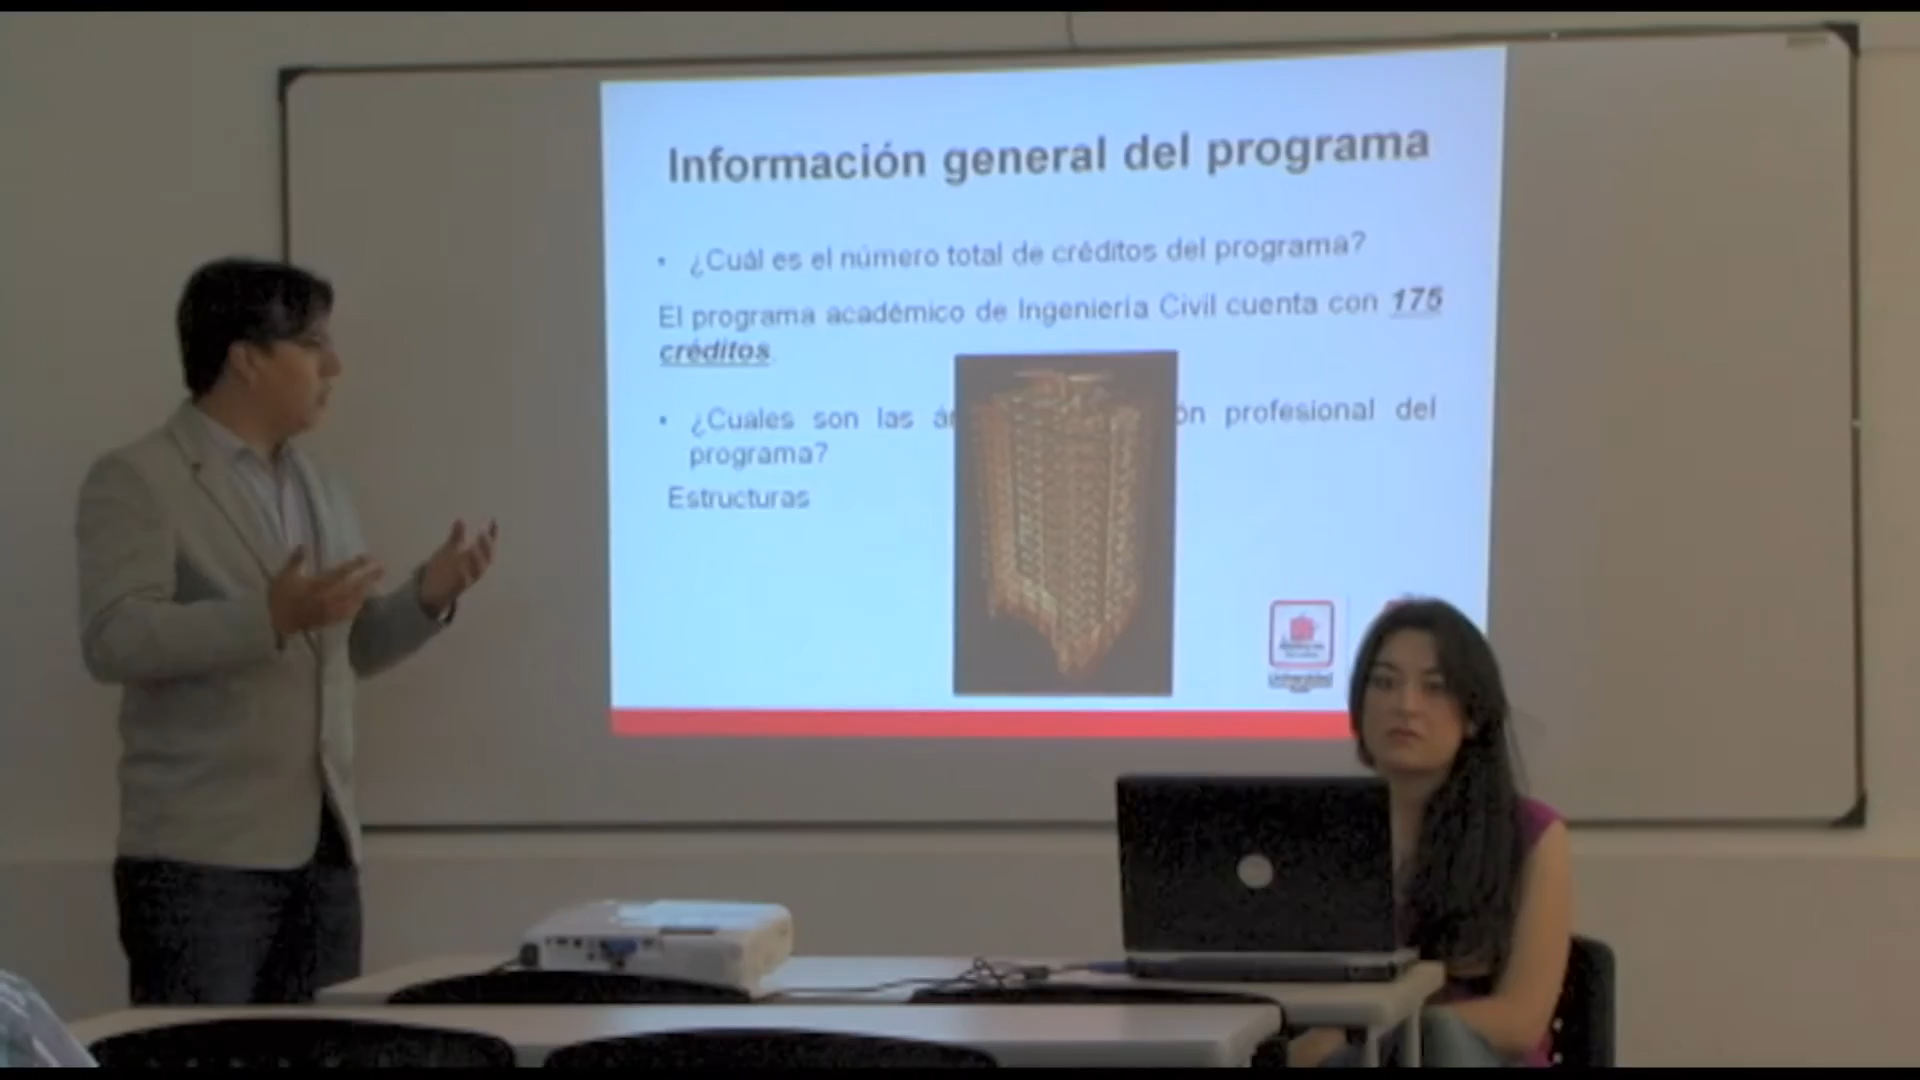 Información general del programa
• ¿Cuál es el número total de créditos del programa?
El programa académico de Ingeniería Civil cuenta con 175
créditos
• ¿Cuales son las ón profesional del
programa?
Estructuras
Universidad